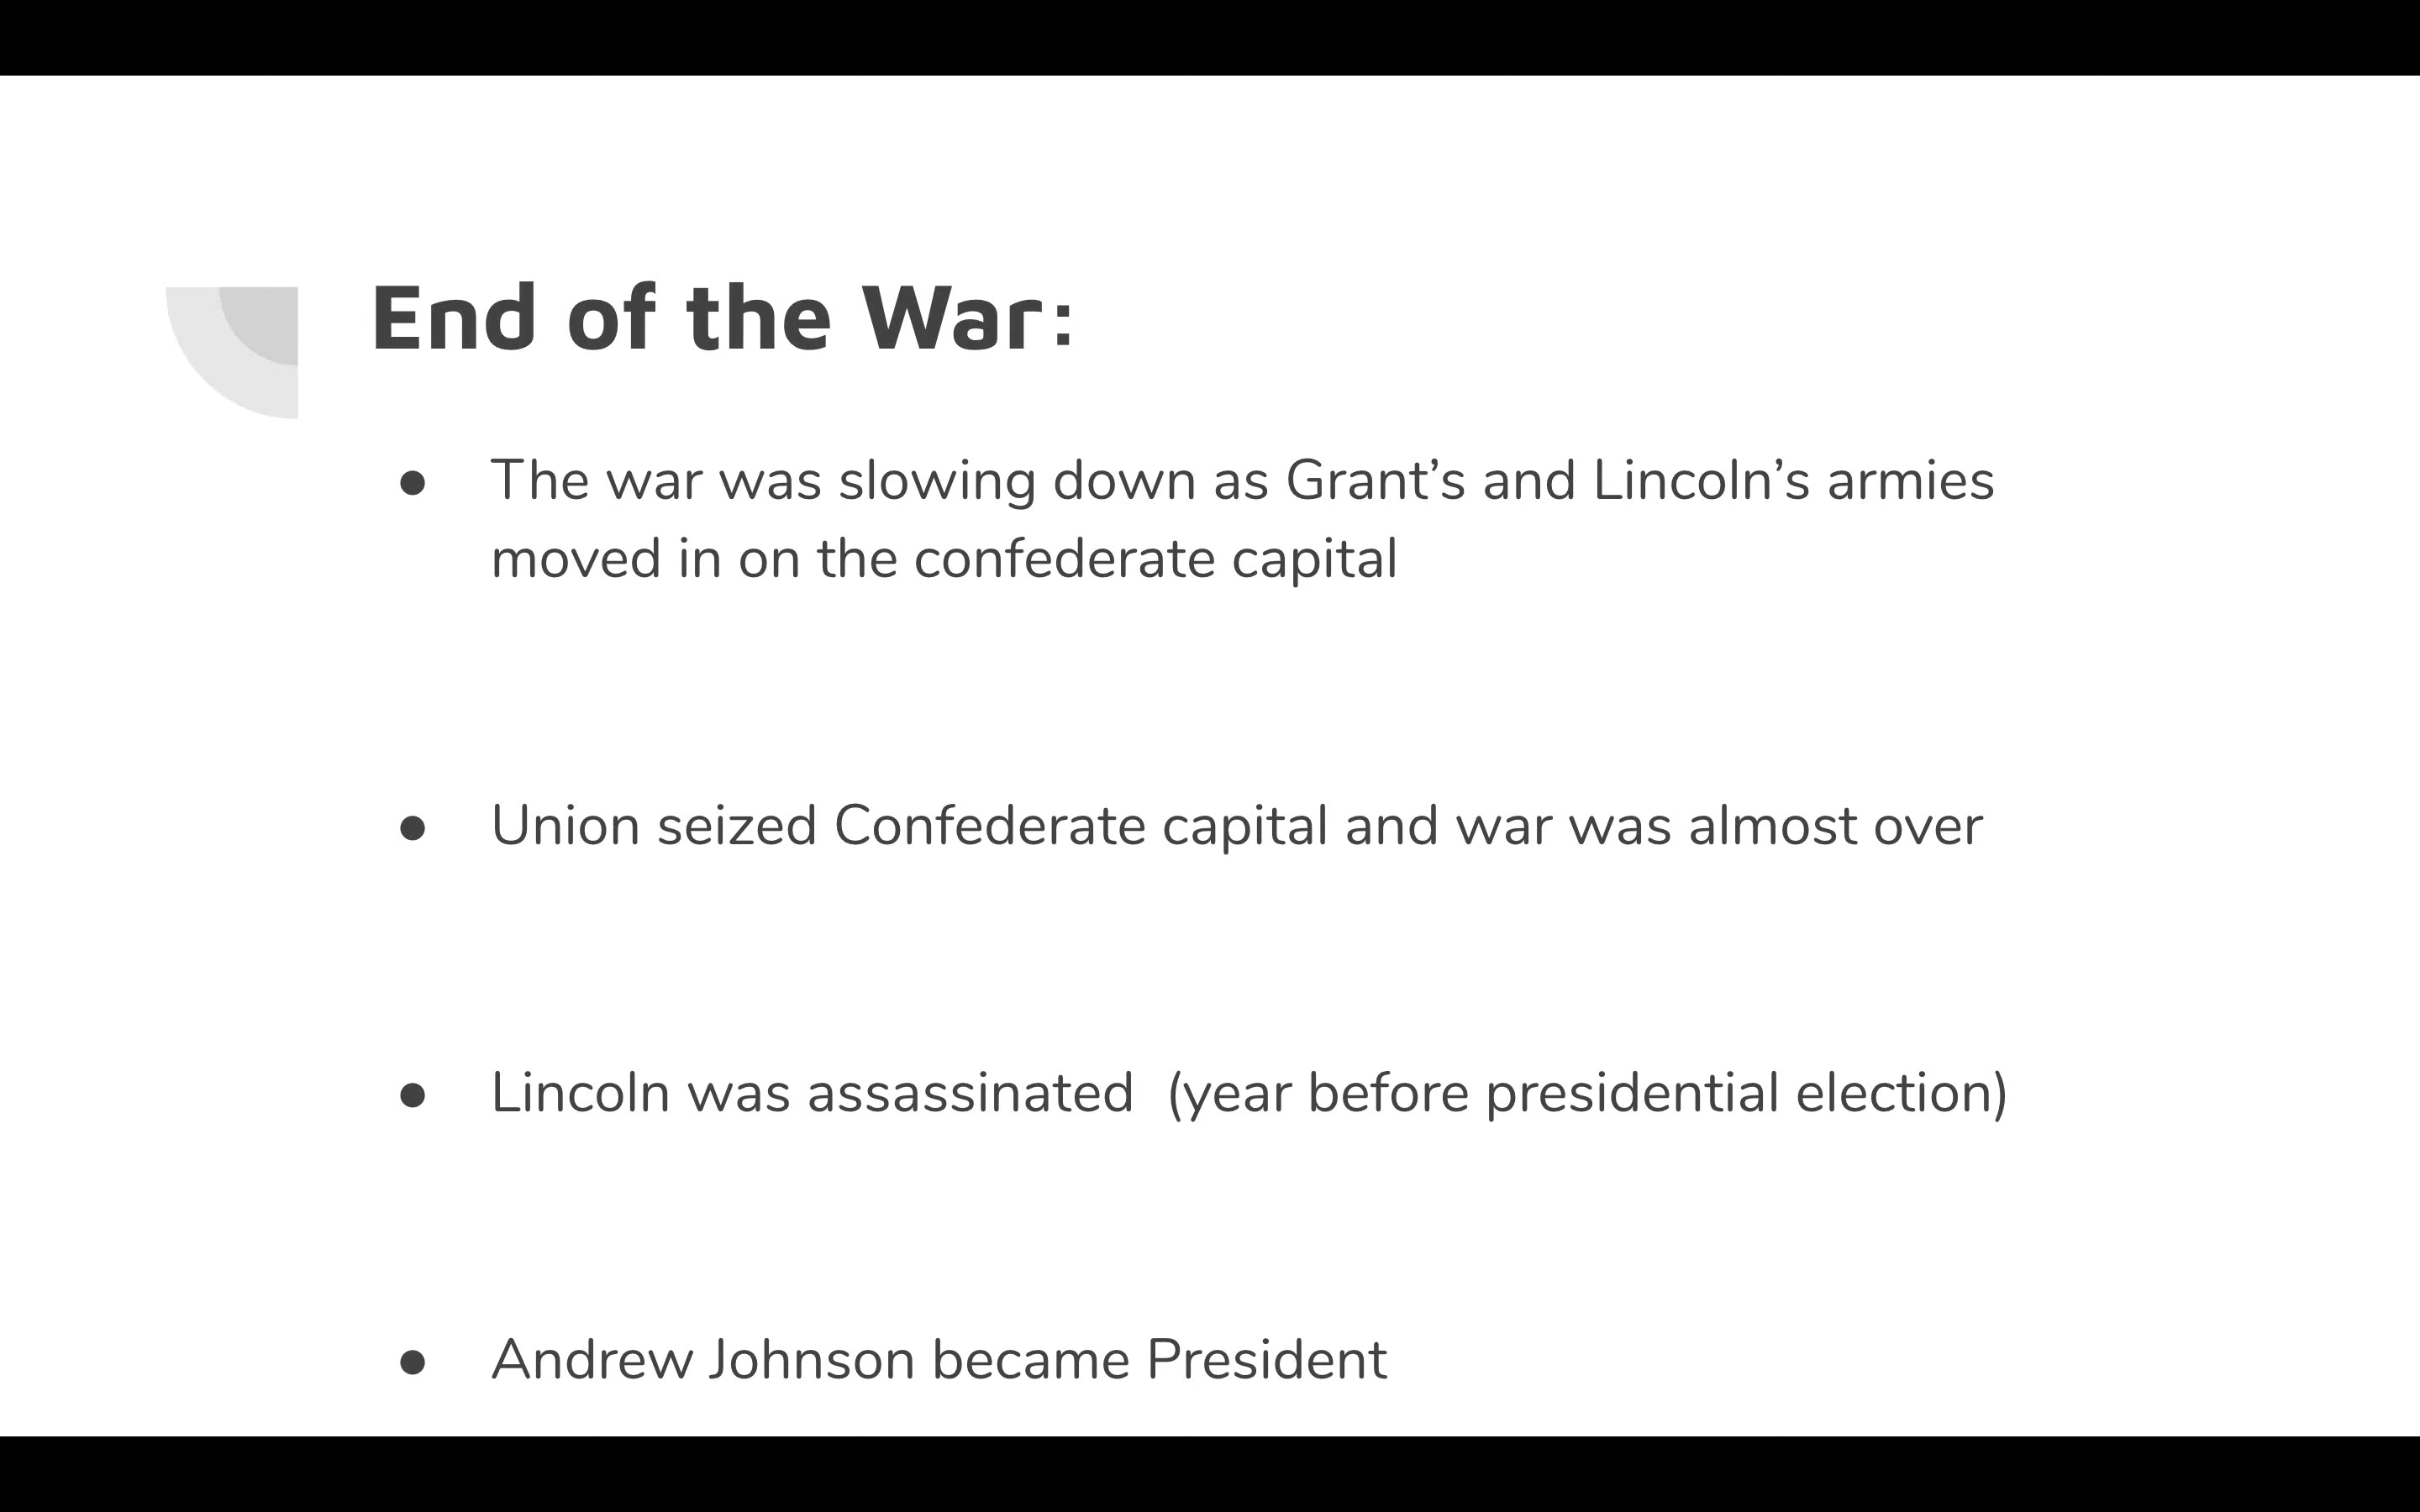 End of the War:
● The war was slowing down as Grant’s and Lincoln’s armies
moved in on the confederate capital
● Union seized Confederate capital and war was almost over
● Lincoln was assassinated  (year before presidential election)
● Andrew Johnson became President